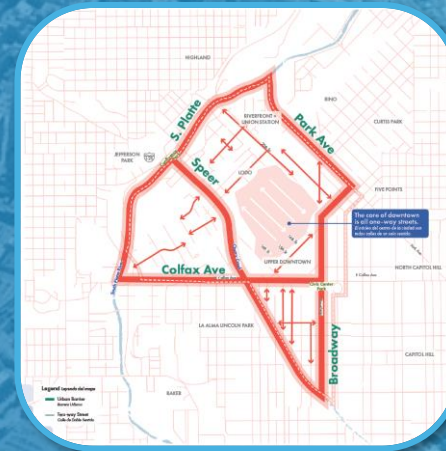 HIGHLAND
S. Platte
RINO
RIVERFRONT +
UNION STATION
Park Ave
CURTIS PARK
JEFFERSON
PARK
Speer
LODO
FIVE POINTS
The core of downtown
is all one-way streets.
UPPER DOWNTOWN
Colfax Ave
NORTH CAPITOL HILL
Civic Center
Park
LA ALMA LINCOLN PARK
Broadway
CAPITOL HILL
BAKER
Legend
Urban Barrier
Two-way Street